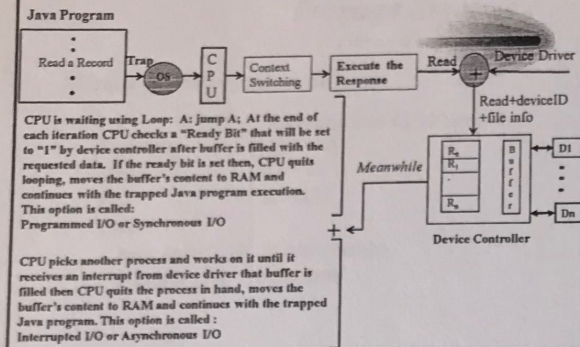 Java Program
Read a Record
Trap
OS
C
P
U
Context
Switching
Execute the
Response
Read
+
Device Driver
Read+deviceID
+file info
CPU is waiting using Loop: A: jump A; At the end of
each iteration CPU checks a "Ready Bit" that will be set
to "1" by device controller after buffer is filled with the
requested data. If the ready bit is set then, CPU quits
looping, moves the buffer's content to RAM and
continues with the trapped Java program execution.
This option is called:
Programmed I/O or Synchronous I/O
Meanwhile
+
R₀
R₁
Rₙ
B
u
f
f
e
r
D1
Dn
Device Controller
CPU picks another process and works on it until it
receives an interrupt from device driver that buffer is
filled then CPU quits the process in hand, moves the
buffer's content to RAM and continues with the trapped
Java program. This option is called :
Interrupted I/O or Asynchronous I/O